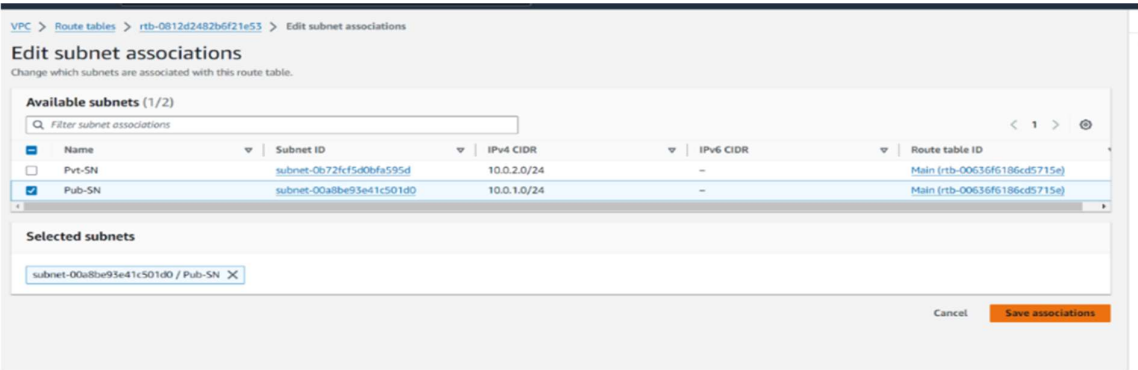 VPC > Route tables > rtb-0812d2482b6f21e53 > Edit subnet associations
Edit subnet associations
Change which subnets are associated with this route table.
Available subnets (1/2)
Filter subnet associations
< 1 >
Name Subnet ID IPv4 CIDR IPv6 CIDR Route table ID
Pvt-SN subnet-0b72fcf5d0bfa595d 10.0.2.0/24 – Main (rtb-00636f6186cd5715e)
Pub-SN subnet-00a8be93e41c501d0 10.0.1.0/24 – Main (rtb-00636f6186cd5715e)
Selected subnets
subnet-00a8be93e41c501d0 / Pub-SN X
Cancel Save associations